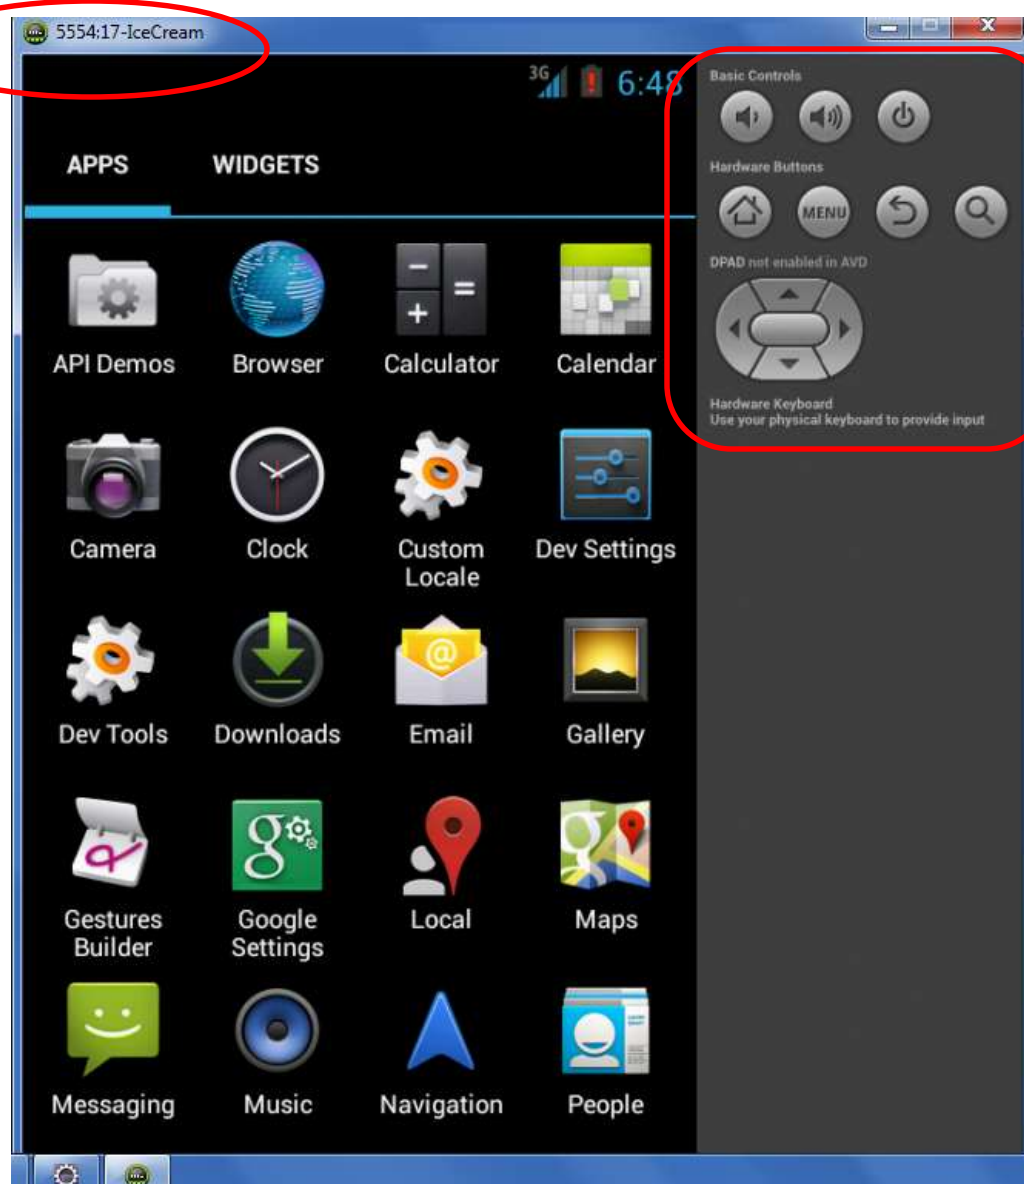 5554:17-IceCream
3G 6:48
APPS WIDGETS
API Demos Browser Calculator Calendar
Camera Clock Custom Locale Dev Settings
Dev Tools Downloads Email Gallery
Gestures Builder Google Settings Local Maps
Messaging Music Navigation People
Basic Controls
Hardware Buttons
MENU
DPAD not enabled in AVD
Hardware Keyboard
Use your physical keyboard to provide input